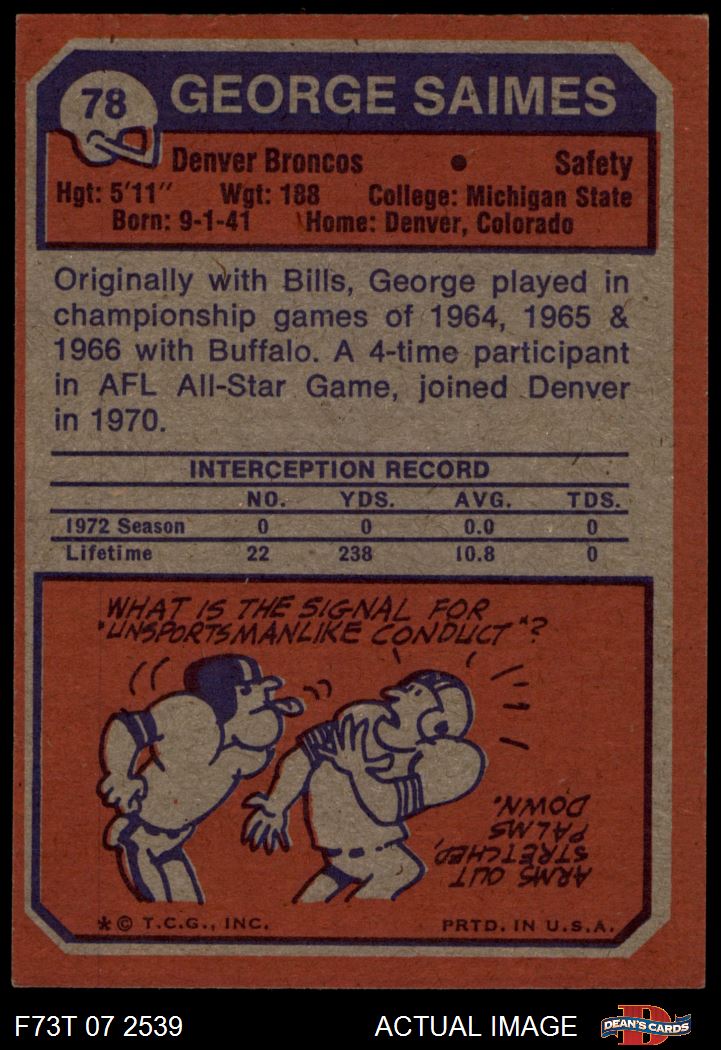 78 GEORGE SAIMES
Denver Broncos • Safety
Hgt: 5'11" Wgt: 188 College: Michigan State
Born: 9-1-41 Home: Denver, Colorado
Originally with Bills, George played in
championship games of 1964, 1965 &
1966 with Buffalo. A 4-time participant
in AFL All-Star Game, joined Denver
in 1970.
INTERCEPTION RECORD
NO. YDS. AVG. TDS.
1972 Season 0 0 0.0 0
Lifetime 22 238 10.8 0
WHAT IS THE SIGNAL FOR
"UNSPORTSMANLIKE CONDUCT"?
ARMS OUT
STRETCHED,
PALMS
DOWN.
* © T.C.G., INC. PRTD. IN U.S.A.
F73T 07 2539 ACTUAL IMAGE D DEAN'S CARDS